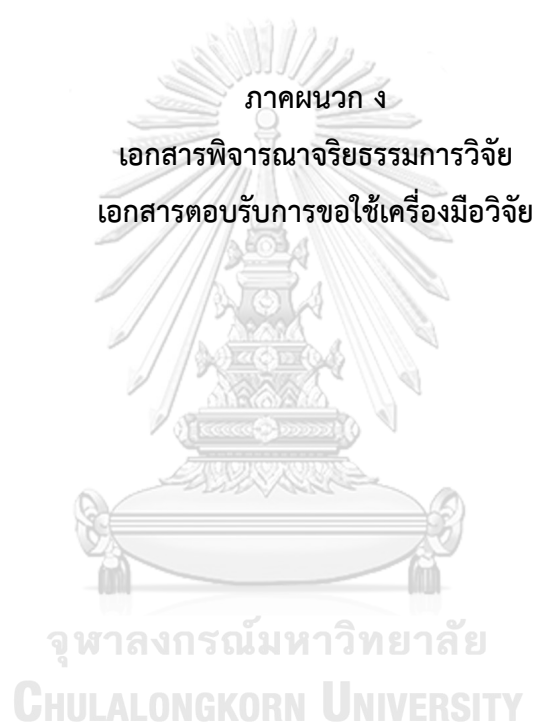 ภาคผนวก ง
เอกสารพิจารณาจริยธรรมการวิจัย
เอกสารตอบรับการขอใช้เครื่องมือวิจัย
จุฬาลงกรณ์มหาวิทยาลัย
CHULALONGKORN UNIVERSITY